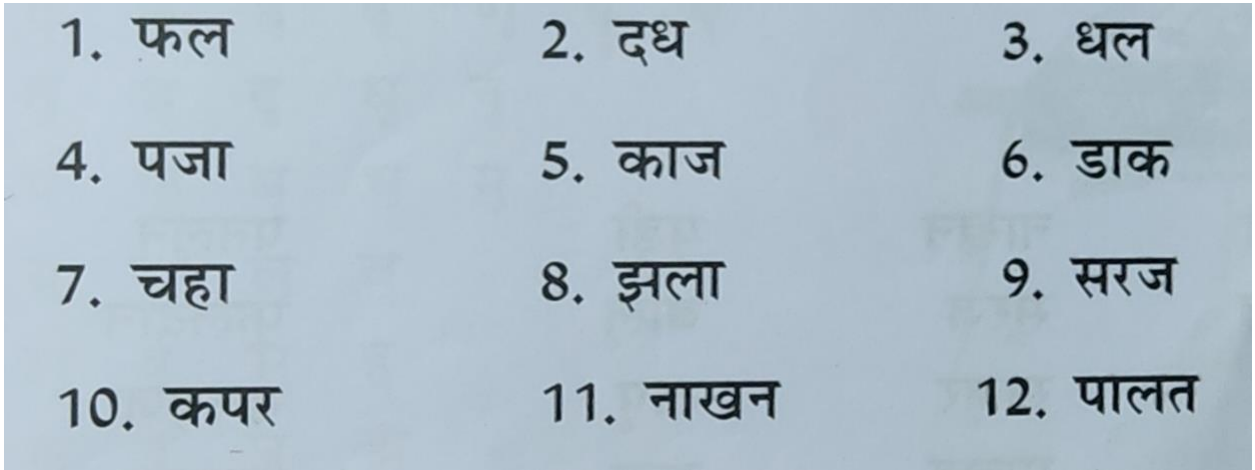 1. फल 2. दध 3. धल
4. पजा 5. काज 6. डाक
7. चहा 8. झला 9. सरज
10. कपर 11. नाखन 12. पालत